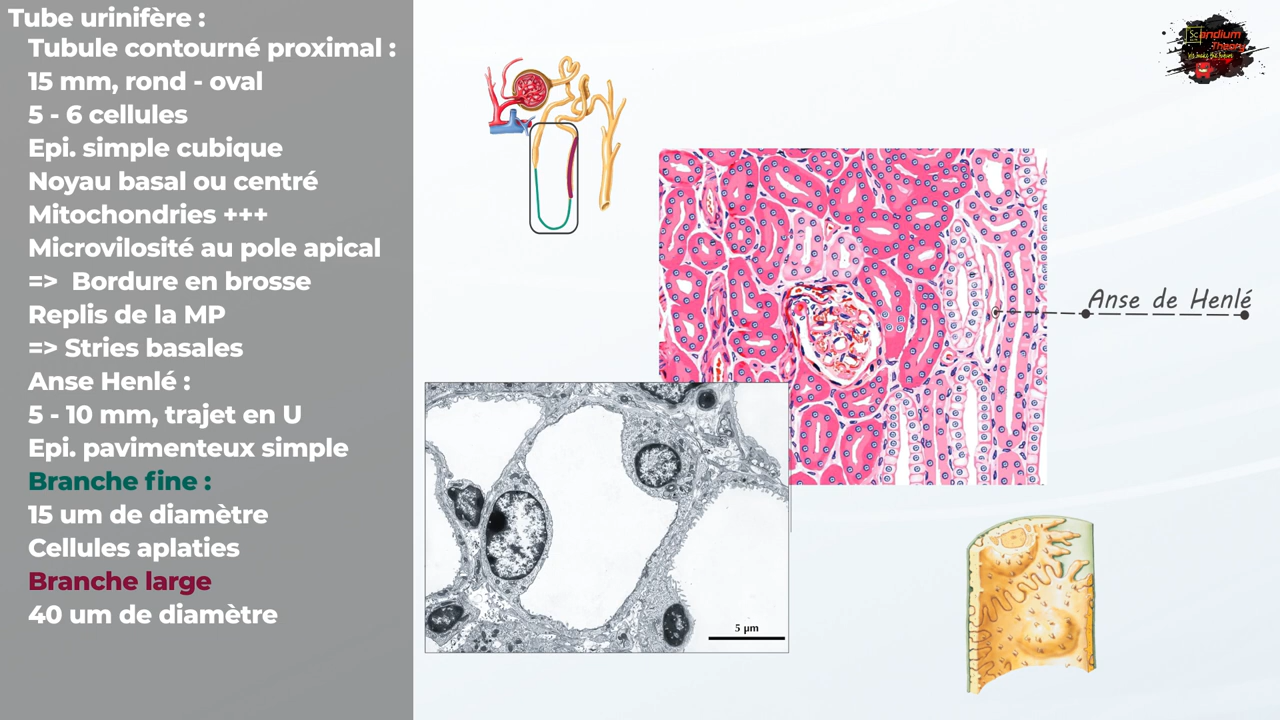 Tube urinifère :
Tubule contourné proximal :
15 mm, rond - oval
5 - 6 cellules
Epi. simple cubique
Noyau basal ou centré
Mitochondries +++
Microvilosité au pole apical
=> Bordure en brosse
Replis de la MP
=> Stries basales
Anse Henlé :
5 - 10 mm, trajet en U
Epi. pavimenteux simple
Branche fine :
15 um de diamètre
Cellules aplaties
Branche large
40 um de diamètre
Scandium
Theory
Anse de Henlé
5 µm